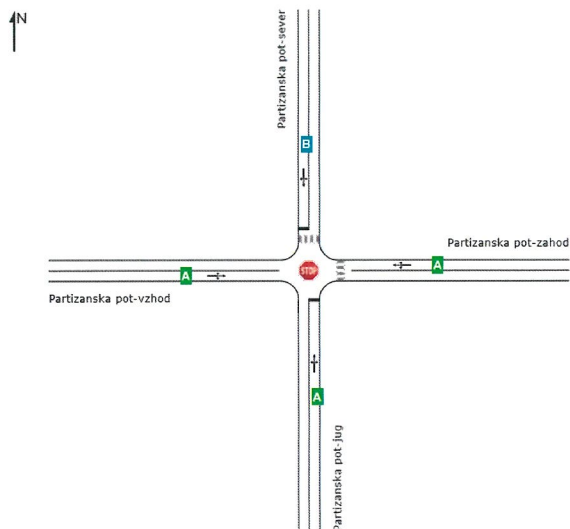 N
Partizanska pot-sever
B
Partizanska pot-zahod
A
A
STOP
Partizanska pot-vzhod
A
Partizanska pot-jug